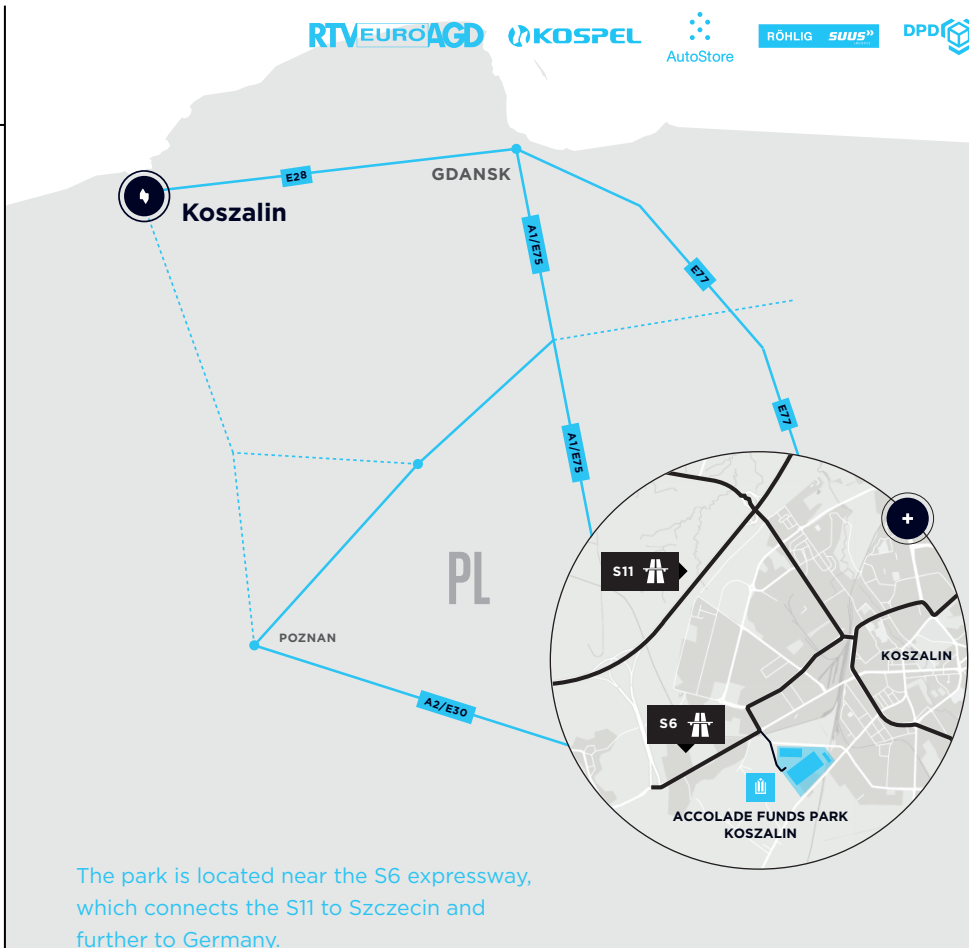 RTV EURO AGD
KOSPEL
AutoStore
RÖHLIG SUUS
DPD
E28
GDANSK
Koszalin
A1/E75
E77
A1/E75
E77
PL
S11
POZNAN
KOSZALIN
A2/E30
S6
ACCOLADE FUNDS PARK
KOSZALIN
The park is located near the S6 expressway,
which connects the S11 to Szczecin and
further to Germany.